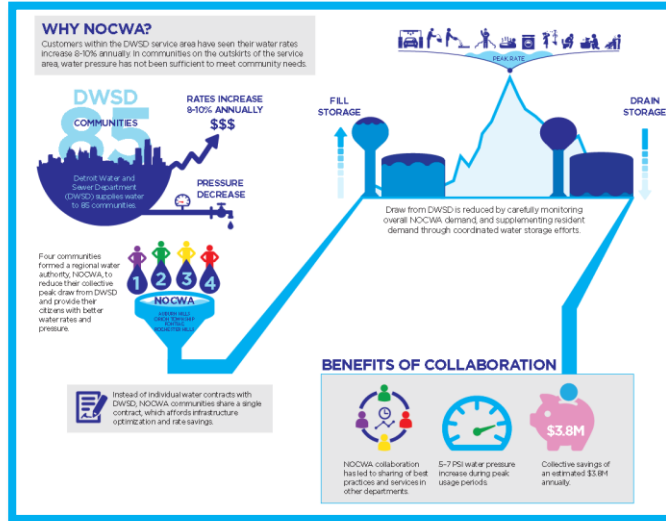 WHY NOCWA?
Customers within the DWSD service area have seen their water rates
increase 8-10% annually. In communities on the outskirts of the service
area, water pressure has not been sufficient to meet community needs.
DWSD
85
COMMUNITIES
Detroit Water and
Sewer Department
(DWSD) supplies water
to 85 communities.
RATES INCREASE
8-10% ANNUALLY
$$$
PRESSURE
DECREASE
Four communities
formed a regional water
authority, NOCWA, to
reduce their collective
peak draw from DWSD
and provide their
citizens with better
water rates and
pressure.
1 2 3 4
NOCWA
AUBURN HILLS
ORION TOWNSHIP
PONTIAC
ROCHESTER HILLS
Instead of individual water contracts with
DWSD, NOCWA communities share a single
contract, which affords infrastructure
optimization and rate savings.
PEAK RATE
FILL
STORAGE
DRAIN
STORAGE
Draw from DWSD is reduced by carefully monitoring
overall NOCWA demand, and supplementing resident
demand through coordinated water storage efforts.
BENEFITS OF COLLABORATION
NOCWA collaboration
has led to sharing of best
practices and services in
other departments.
5-7 PSI water pressure
increase during peak
usage periods.
$3.8M
Collective savings of
an estimated $3.8M
annually.